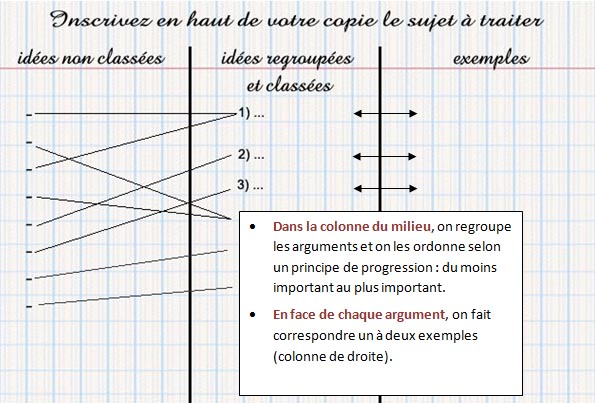 Inscrivez en haut de votre copie le sujet à traiter
idées non classées
idées regroupées
et classées
exemples
-
-
-
-
-
-
-
-
1) ...
2) ...
3) ...
• Dans la colonne du milieu, on regroupe
les arguments et on les ordonne selon
un principe de progression : du moins
important au plus important.
• En face de chaque argument, on fait
correspondre un à deux exemples
(colonne de droite).